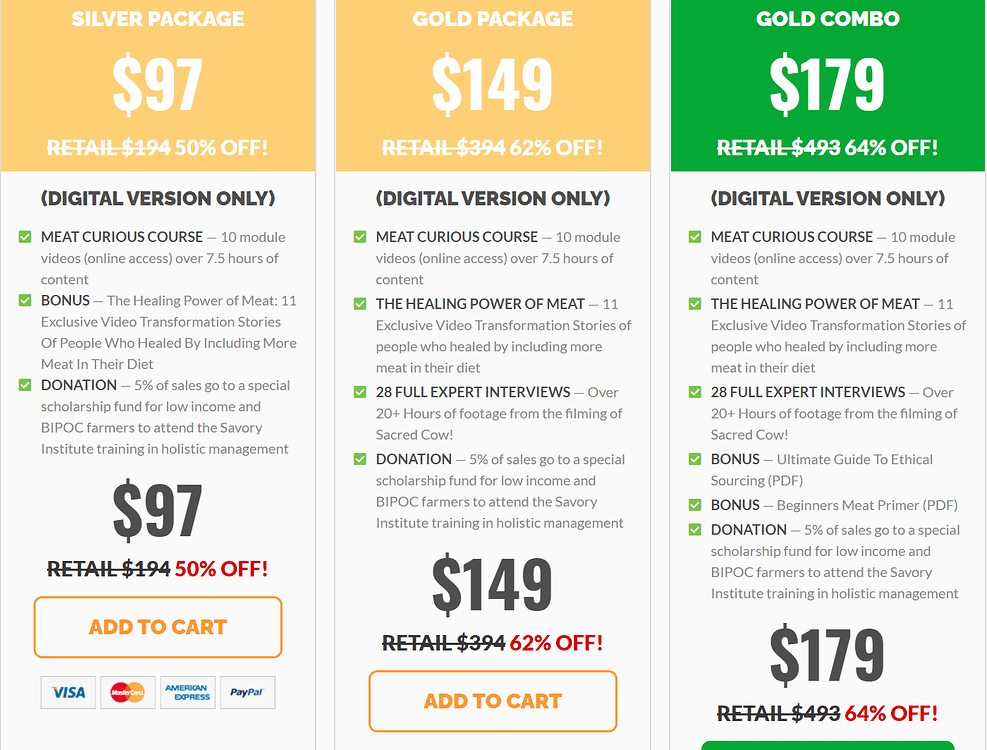 SILVER PACKAGE
$97
RETAIL $194 50% OFF!
(DIGITAL VERSION ONLY)
MEAT CURIOUS COURSE — 10 module
videos (online access) over 7.5 hours of
content
BONUS — The Healing Power of Meat: 11
Exclusive Video Transformation Stories
Of People Who Healed By Including More
Meat In Their Diet
DONATION — 5% of sales go to a special
scholarship fund for low income and
BIPOC farmers to attend the Savory
Institute training in holistic management
$97
RETAIL $194 50% OFF!
ADD TO CART
VISA
MasterCard
AMERICAN
EXPRESS
PayPal
GOLD PACKAGE
$149
RETAIL $394 62% OFF!
(DIGITAL VERSION ONLY)
MEAT CURIOUS COURSE — 10 module
videos (online access) over 7.5 hours of
content
THE HEALING POWER OF MEAT — 11
Exclusive Video Transformation Stories of
people who healed by including more
meat in their diet
28 FULL EXPERT INTERVIEWS — Over
20+ Hours of footage from the filming of
Sacred Cow!
DONATION — 5% of sales go to a special
scholarship fund for low income and
BIPOC farmers to attend the Savory
Institute training in holistic management
$149
RETAIL $394 62% OFF!
ADD TO CART
GOLD COMBO
$179
RETAIL $493 64% OFF!
(DIGITAL VERSION ONLY)
MEAT CURIOUS COURSE — 10 module
videos (online access) over 7.5 hours of
content
THE HEALING POWER OF MEAT — 11
Exclusive Video Transformation Stories of
people who healed by including more
meat in their diet
28 FULL EXPERT INTERVIEWS — Over
20+ Hours of footage from the filming of
Sacred Cow!
BONUS — Ultimate Guide To Ethical
Sourcing (PDF)
BONUS — Beginners Meat Primer (PDF)
DONATION — 5% of sales go to a special
scholarship fund for low income and
BIPOC farmers to attend the Savory
Institute training in holistic management
$179
RETAIL $493 64% OFF!